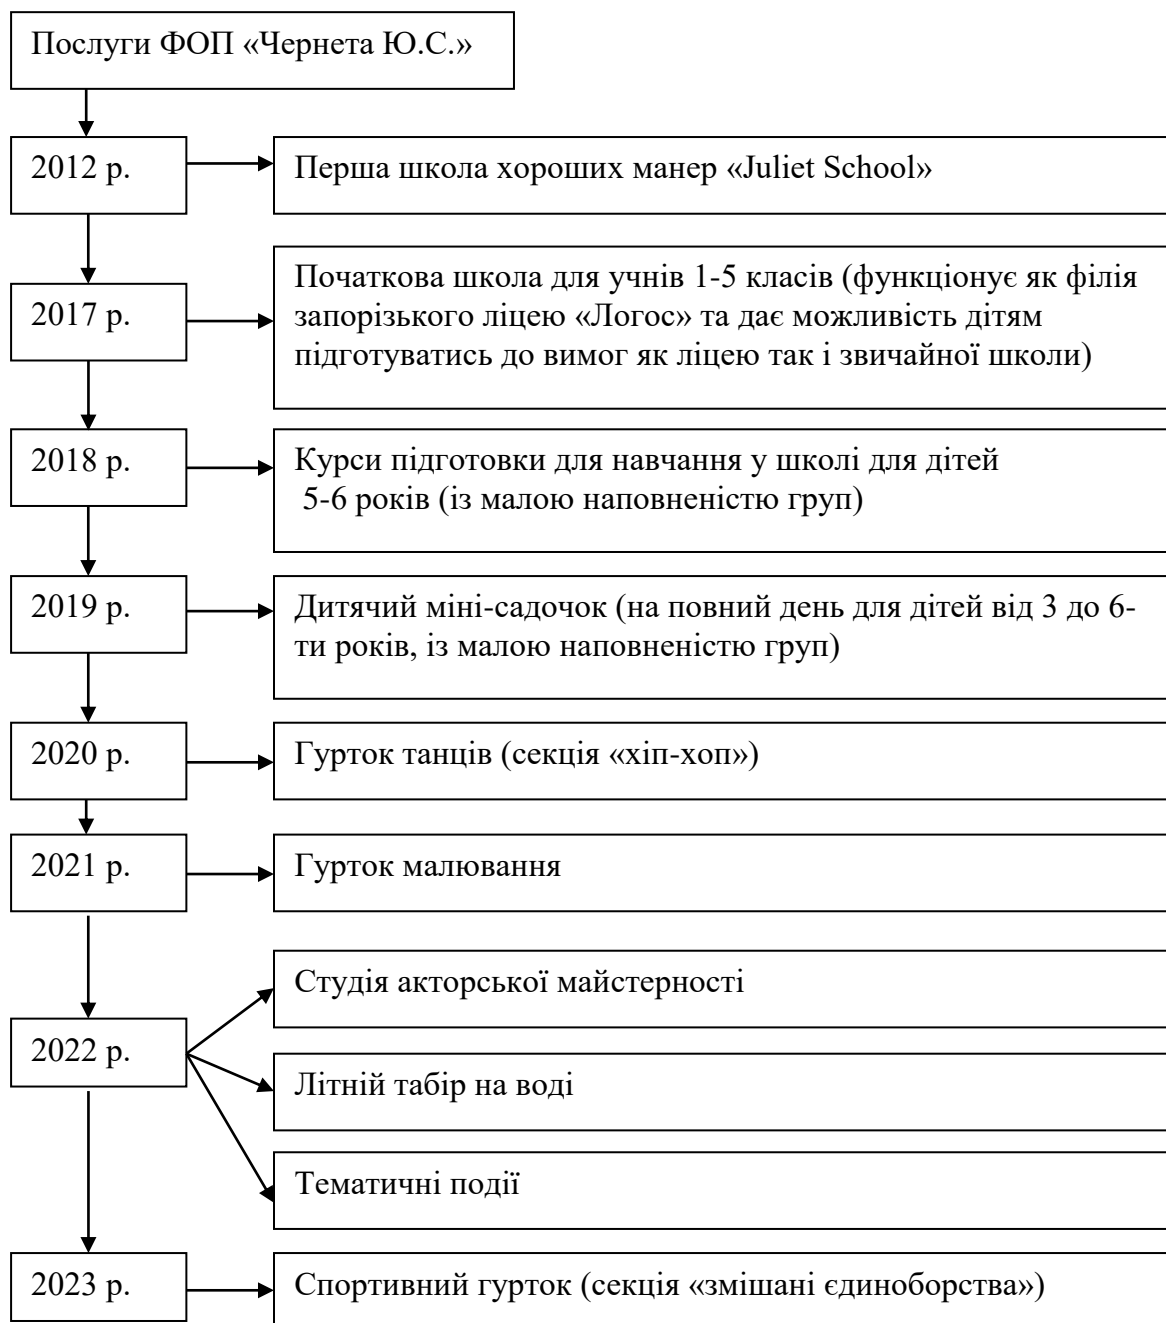 Послуги ФОП «Чернета Ю.С.»
2012 р.
Перша школа хороших манер «Juliet School»
2017 р.
Початкова школа для учнів 1-5 класів (функціонує як філія
запорізького ліцею «Логос» та дає можливість дітям
підготуватись до вимог як ліцею так і звичайної школи)
2018 р.
Курси підготовки для навчання у школі для дітей
5-6 років (із малою наповненістю груп)
2019 р.
Дитячий міні-садочок (на повний день для дітей від 3 до 6-
ти років, із малою наповненістю груп)
2020 р.
Гурток танців (секція «хіп-хоп»)
2021 р.
Гурток малювання
2022 р.
Студія акторської майстерності
Літній табір на воді
Тематичні події
2023 р.
Спортивний гурток (секція «змішані єдиноборства»)